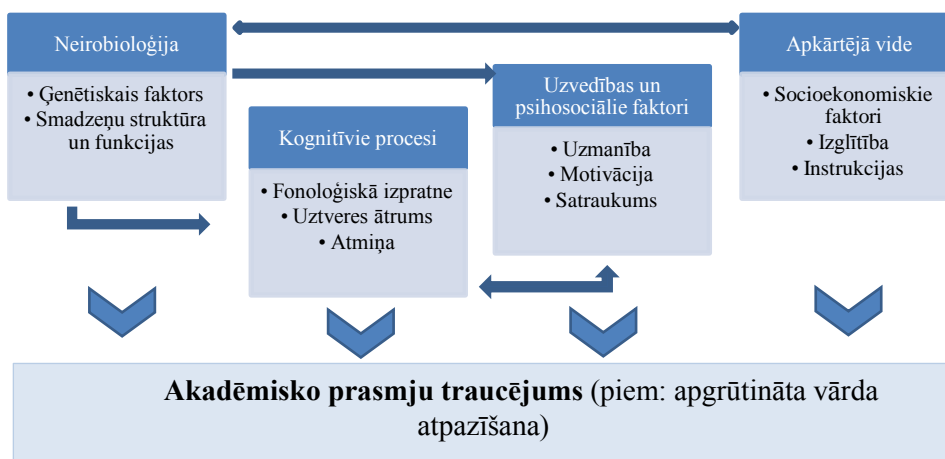 Neirobioloģija
• Ģenētiskais faktors
• Smadzeņu struktūra
un funkcijas
Kognitīvie procesi
• Fonoloģiskā izpratne
• Uztveres ātrums
• Atmiņa
Uzvedības un
psihosociālie faktori
• Uzmanība
• Motivācija
• Satraukums
Apkārtējā vide
• Socioekonomiskie
faktori
• Izglītība
• Instrukcijas
Akadēmisko prasmju traucējums (piem: apgrūtināta vārda
atpazīšana)